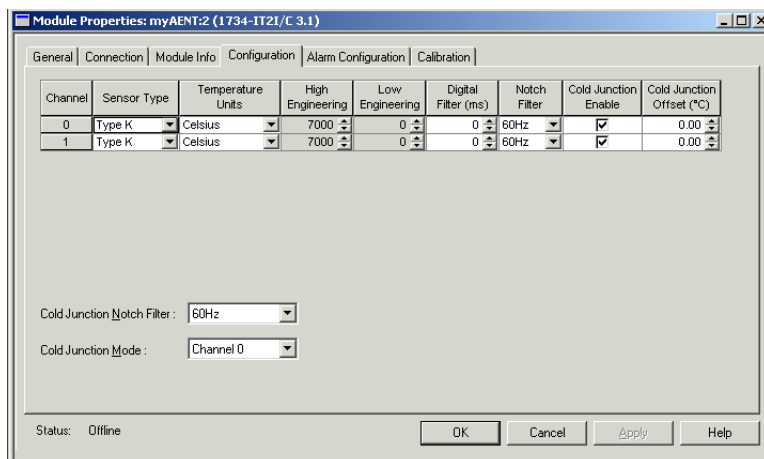 Module Properties: myAENT:2 (1734-IT2I/C 3.1)
General Connection Module Info Configuration Alarm Configuration Calibration
Channel Sensor Type Temperature Units High Engineering Low Engineering Digital Filter (ms) Notch Filter Cold Junction Enable Cold Junction Offset (°C)
0 Type K Celsius 7000 0 0 60Hz 0.00
1 Type K Celsius 7000 0 0 60Hz 0.00
Cold Junction Notch Filter : 60Hz
Cold Junction Mode : Channel 0
Status: Offline OK Cancel Apply Help